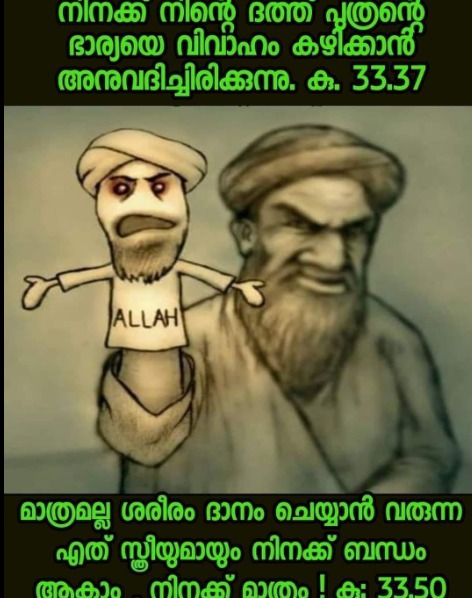 നിനക്ക് നിന്റെ ദത്ത് പുത്രന്റെ
ഭാര്യയെ വിവാഹം കഴിക്കാൻ
അനുവദിച്ചിരിക്കുന്നു. കു. 33.37
ALLAH
മാത്രമല്ല ശരീരം ദാനം ചെയ്യാൻ വരുന്ന
ഏത് സ്ത്രീയുമായും നിനക്ക് ബന്ധം
ആകാം . നിനക്ക് മാത്രം ! കു: 33.50